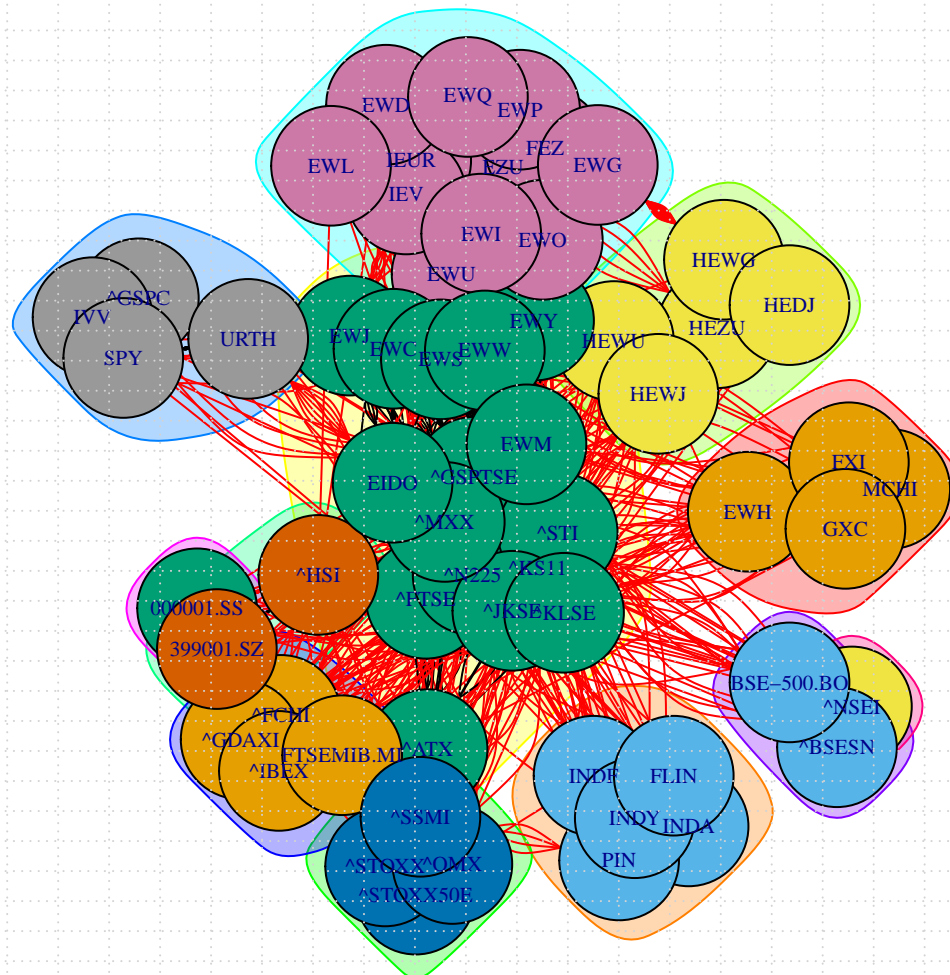 EWQ
EWD
EWP
FEZ
IEUR
EWL
EZU
EWG
IEV
EWI
EWO
HEWG
EWU
^GSPC
HEDJ
IVV
EWY
HEZU
EWJ
URTH
HEWU
EWC
EWW
SPY
EWS
HEWJ
EWM
FXI
^GSPTSE
EIDO
MCHI
EWH
^MXX
GXC
^STI
^KS11
^HSI
^N225
^FTSE
000001.SS
^JKSE
^KLSE
399001.SZ
BSE-500.BO
^NSEI
^FCHI
^GDAXI
^ATX
^BSESN
FTSEMIB.MI
^IBEX
INDF
FLIN
^SSMI
INDY
INDA
PIN
^STOXX
^OMX
^STOXX50E